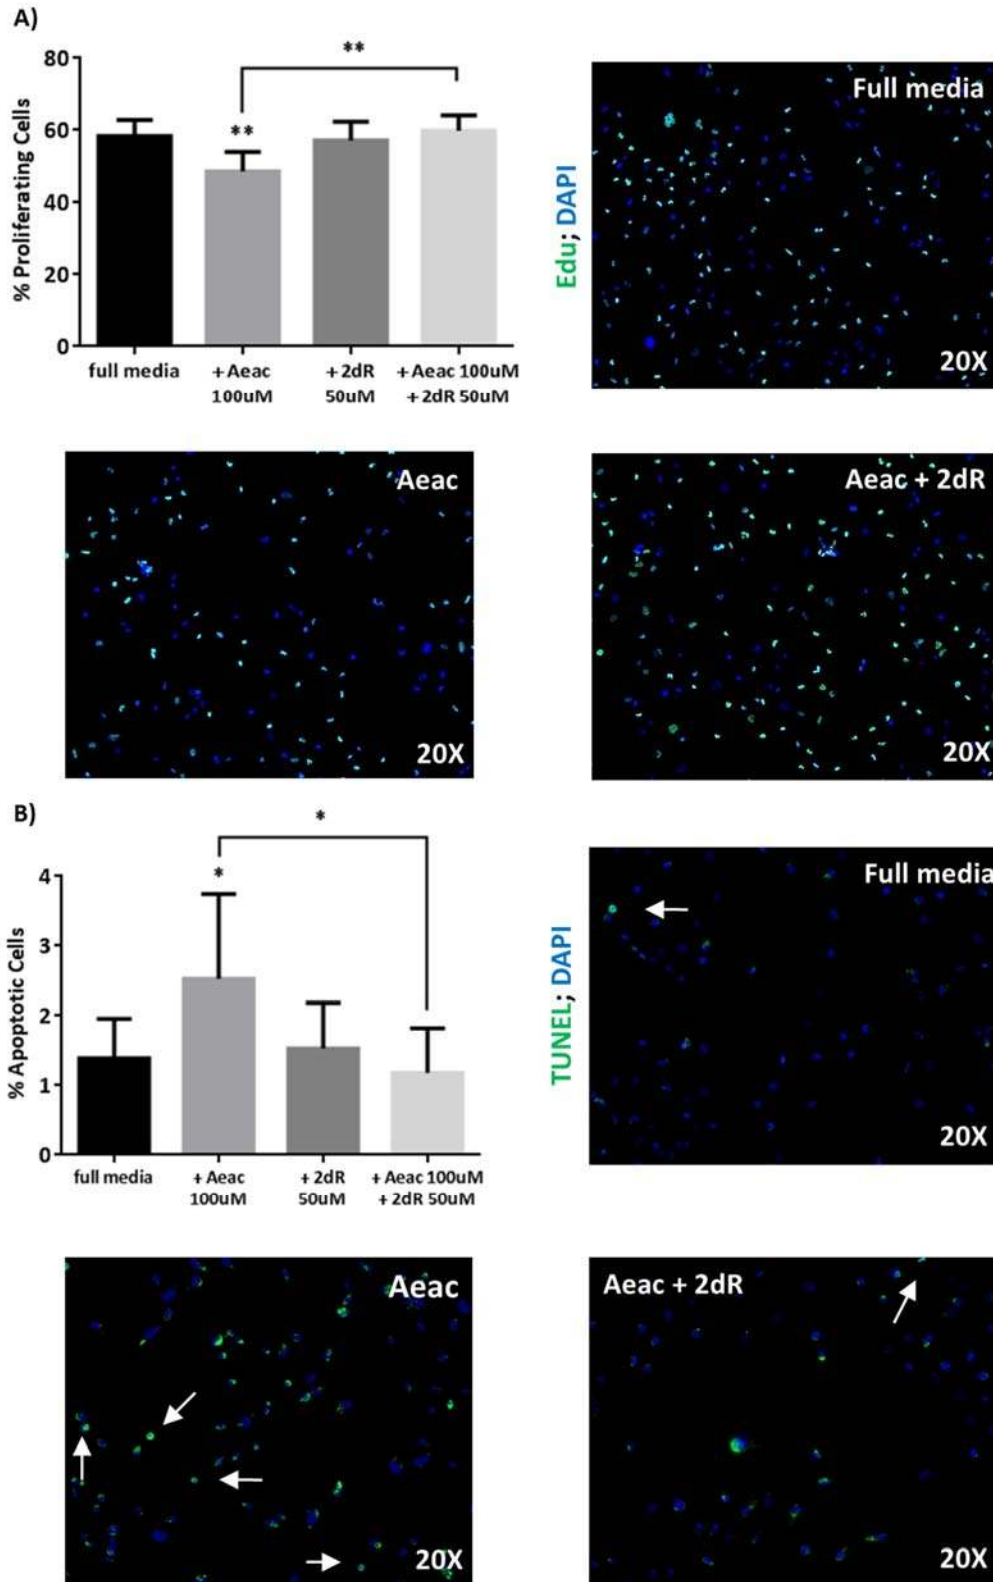 A)
**
**
80
60
40
20
0
% Proliferating Cells
full media
+ Aeac
100uM
+ 2dR
50uM
+ Aeac 100uM
+ 2dR 50uM
Edu; DAPI
Full media
20X
Aeac
20X
Aeac + 2dR
20X
B)
*
*
4
3
2
1
0
% Apoptotic Cells
full media
+ Aeac
100uM
+ 2dR
50uM
+ Aeac 100uM
+ 2dR 50uM
TUNEL; DAPI
Full media
20X
Aeac
20X
Aeac + 2dR
20X